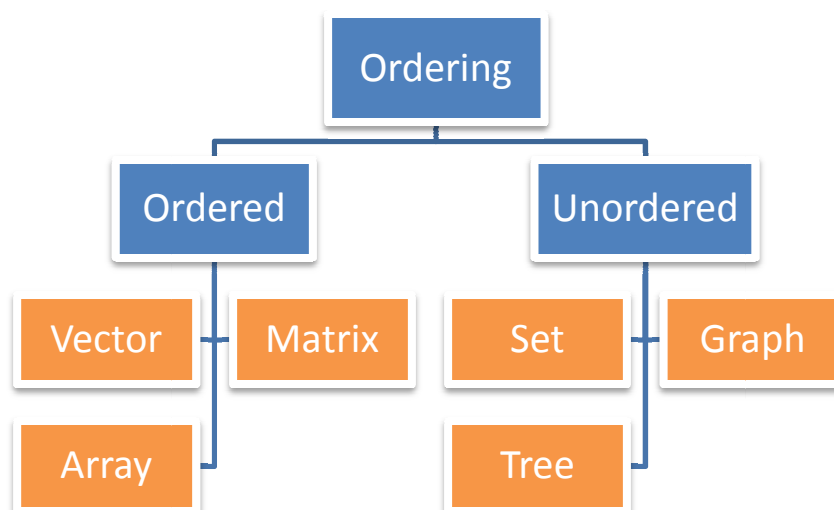 Ordering
Ordered
Unordered
Vector
Matrix
Set
Graph
Array
Tree